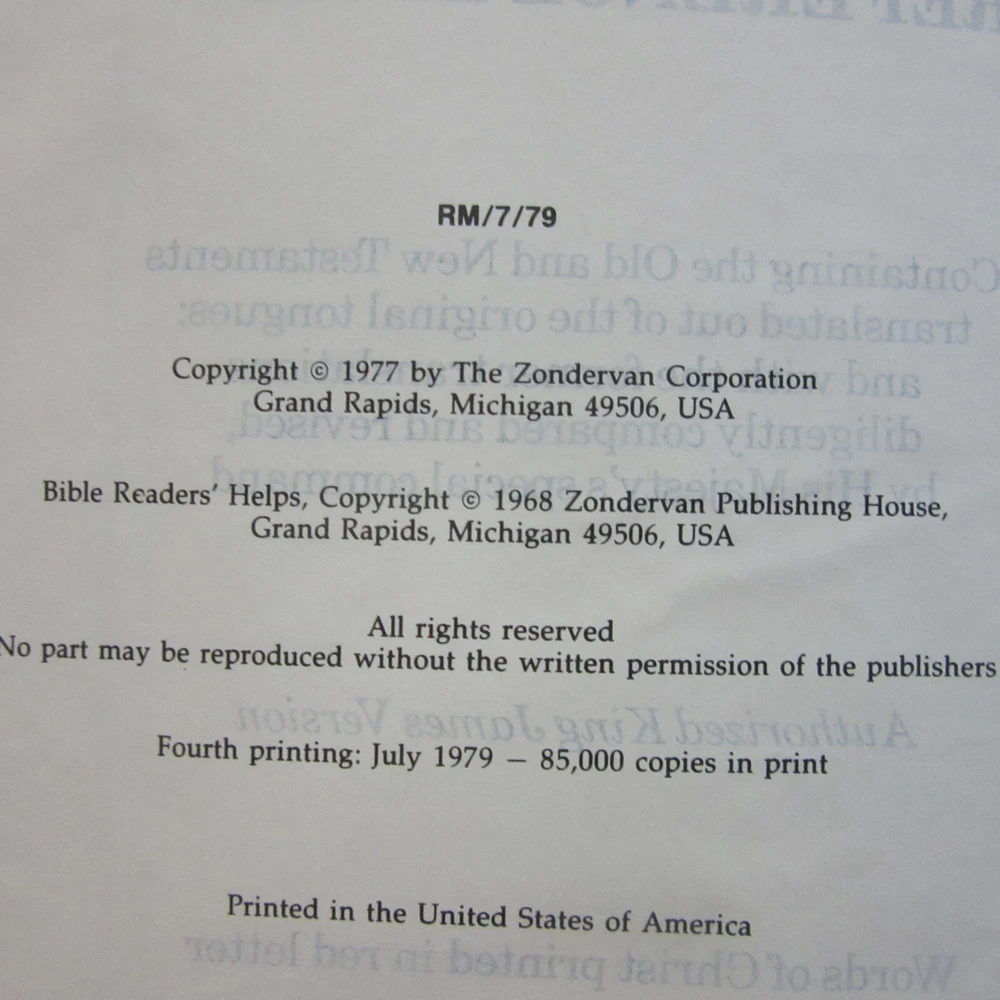 RM/7/79
Copyright © 1977 by The Zondervan Corporation
Grand Rapids, Michigan 49506, USA
Bible Readers' Helps, Copyright © 1968 Zondervan Publishing House,
Grand Rapids, Michigan 49506, USA
All rights reserved
No part may be reproduced without the written permission of the publishers
Fourth printing: July 1979 – 85,000 copies in print
Printed in the United States of America